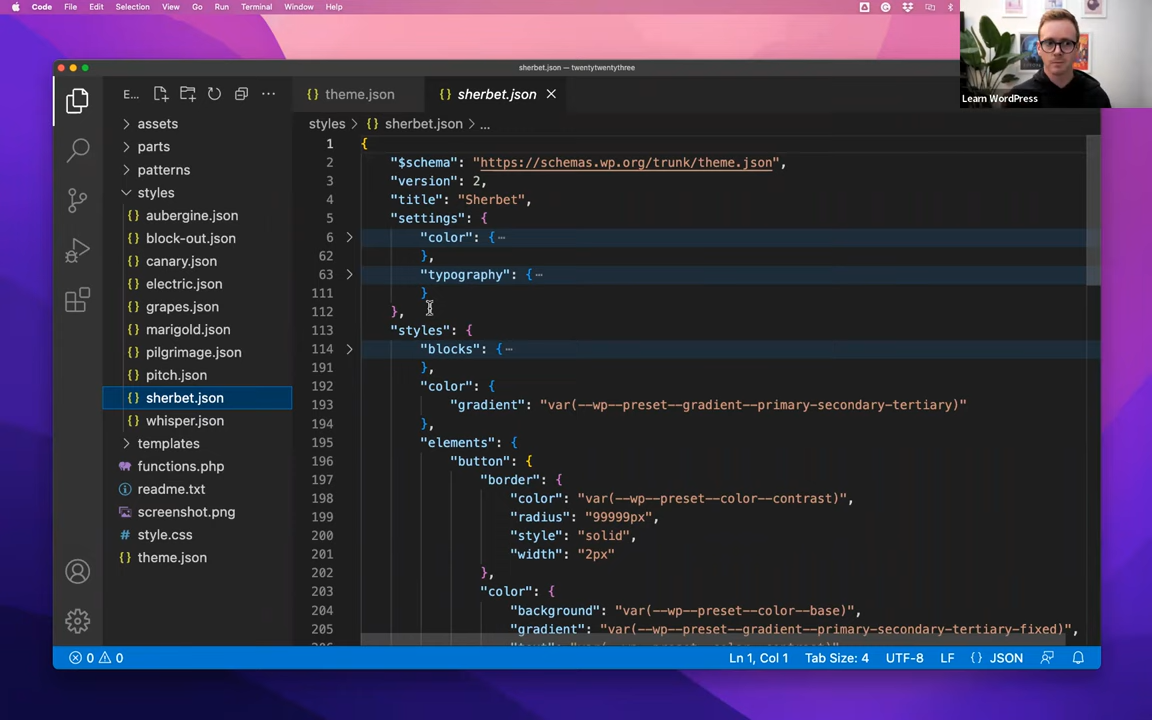 Code File Edit Selection View Go Run Terminal Window Help
Learn WordPress
sherbet.json — twentytwentythree
E...
theme.json
sherbet.json
styles > sherbet.json > ...
assets
parts
patterns
styles
aubergine.json
block-out.json
canary.json
electric.json
grapes.json
marigold.json
pilgrimage.json
pitch.json
sherbet.json
whisper.json
templates
functions.php
readme.txt
screenshot.png
style.css
theme.json
1 {
2 "$schema": "https://schemas.wp.org/trunk/theme.json",
3 "version": 2,
4 "title": "Sherbet",
5 "settings": {
6 "color": {
62 },
63 "typography": {
111 }
112 },
113 "styles": {
114 "blocks": {
191 },
192 "color": {
193 "gradient": "var(--wp--preset--gradient--primary-secondary-tertiary)"
194 },
195 "elements": {
196 "button": {
197 "border": {
198 "color": "var(--wp--preset--color--contrast)",
199 "radius": "99999px",
200 "style": "solid",
201 "width": "2px"
202 },
203 "color": {
204 "background": "var(--wp--preset--color--base)",
205 "gradient": "var(--wp--preset--gradient--primary-secondary-tertiary-fixed)",
0 0
Ln 1, Col 1 Tab Size: 4 UTF-8 LF {} JSON